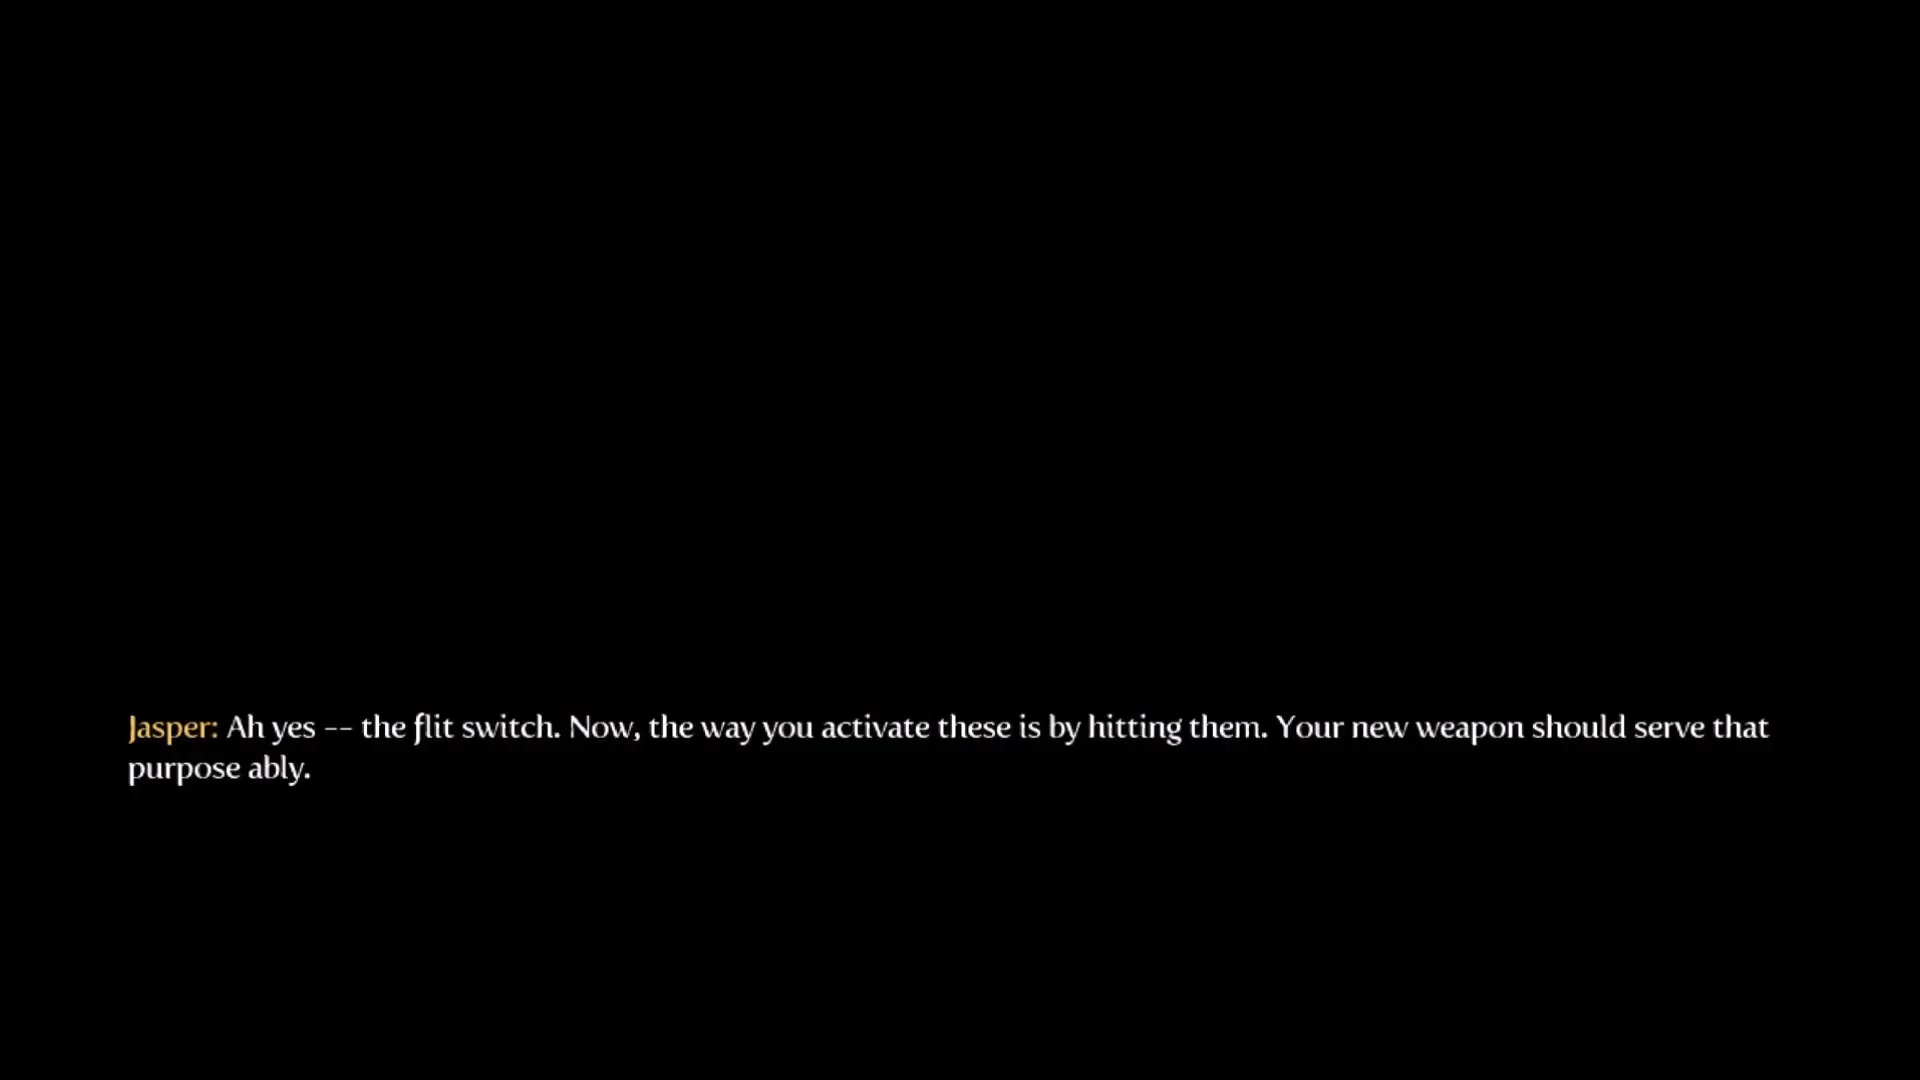 Jasper: Ah yes -- the flit switch. Now, the way you activate these is by hitting them. Your new weapon should serve that
purpose ably.